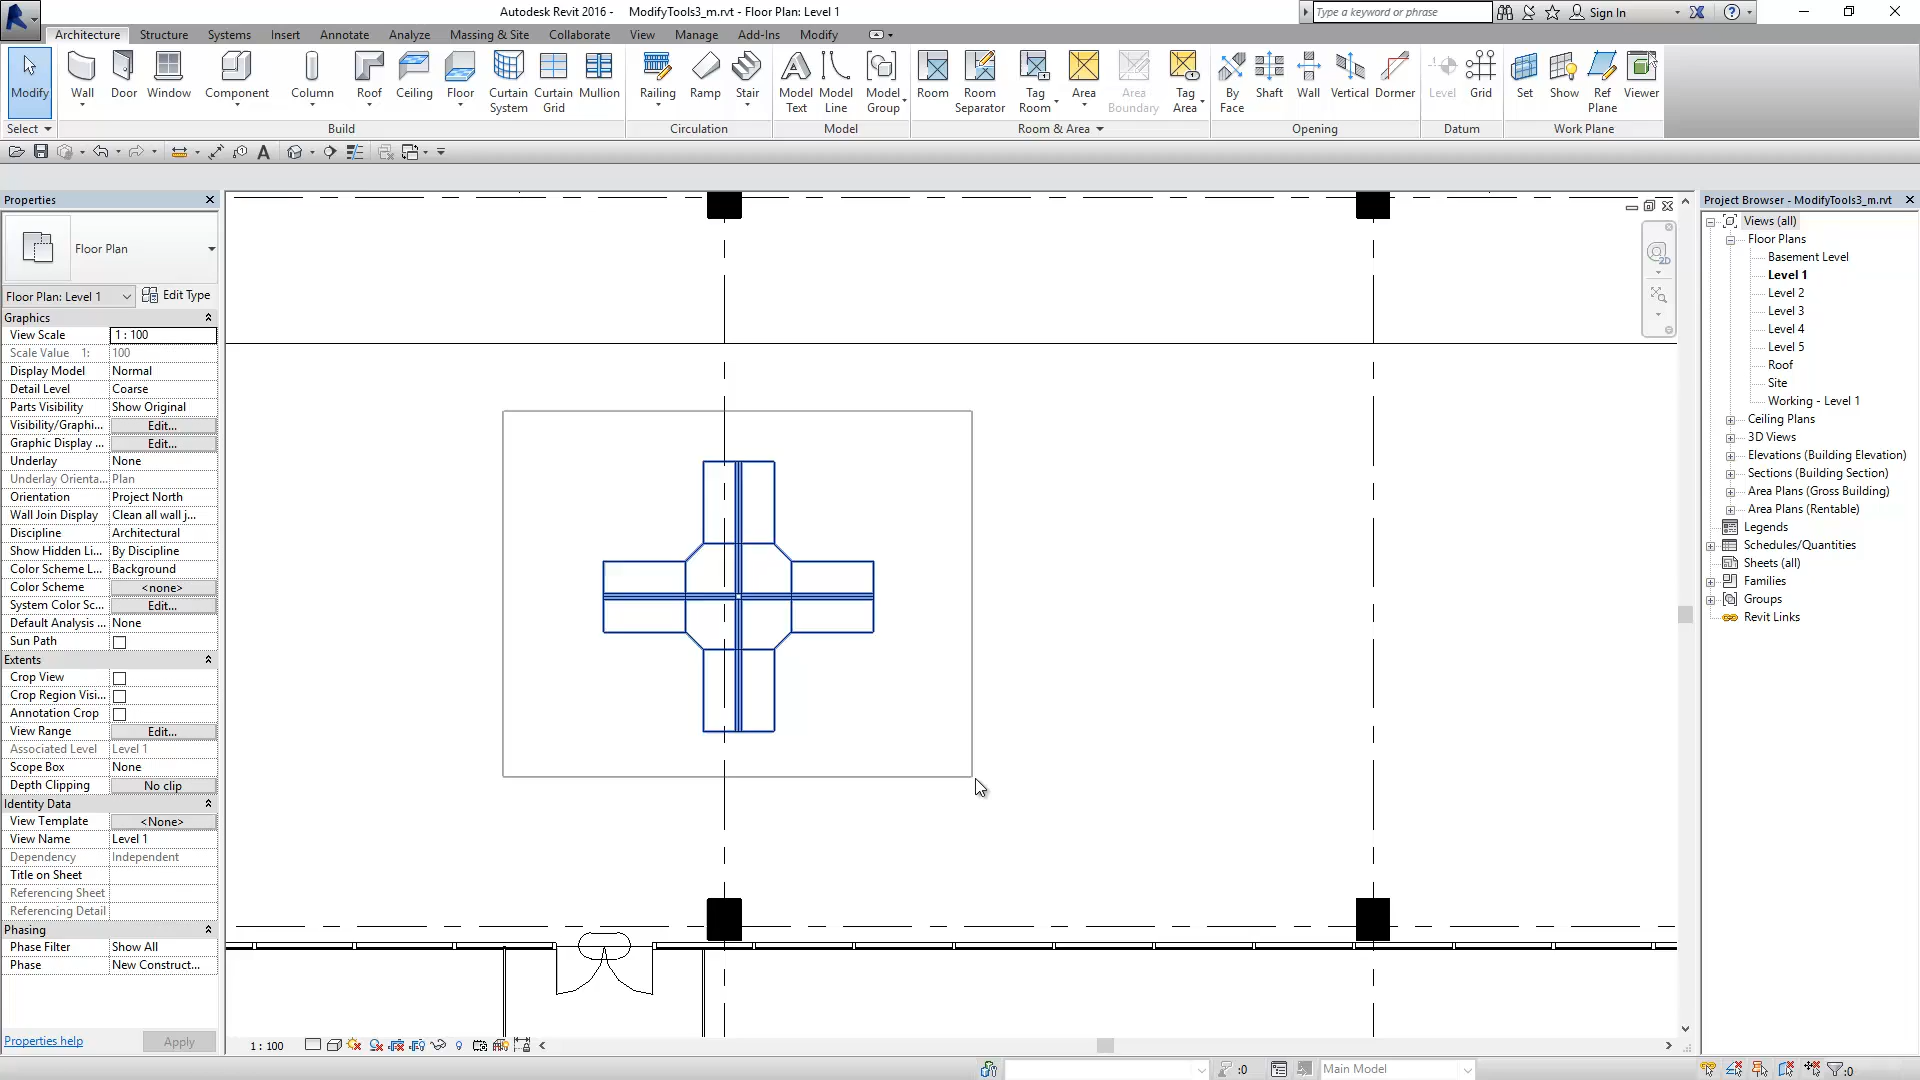 Autodesk Revit 2016 - ModifyTools3_m.rvt - Floor Plan: Level 1
Type a keyword or phrase
Sign In
Architecture Structure Systems Insert Annotate Analyze Massing & Site Collaborate View Manage Add-Ins Modify
Modify Wall Door Window Component Column Roof Ceiling Floor Curtain System Curtain Grid Mullion Railing Ramp Stair Model Text Model Line Model Group Room Room Separator Tag Room Area Area Boundary Tag Area By Face Shaft Wall Vertical Dormer Level Grid Set Show Ref Plane Viewer
Select Build Circulation Model Room & Area Opening Datum Work Plane
Properties
Floor Plan
Floor Plan: Level 1 Edit Type
Graphics
View Scale 1 : 100
Scale Value 1: 100
Display Model Normal
Detail Level Coarse
Parts Visibility Show Original
Visibility/Graphi... Edit...
Graphic Display ... Edit...
Underlay None
Underlay Orienta... Plan
Orientation Project North
Wall Join Display Clean all wall j...
Discipline Architectural
Show Hidden Li... By Discipline
Color Scheme L... Background
Color Scheme <none>
System Color Sc... Edit...
Default Analysis ... None
Sun Path
Extents
Crop View
Crop Region Visi...
Annotation Crop
View Range Edit...
Associated Level Level 1
Scope Box None
Depth Clipping No clip
Identity Data
View Template <None>
View Name Level 1
Dependency Independent
Title on Sheet
Referencing Sheet
Referencing Detail
Phasing
Phase Filter Show All
Phase New Construct...
Properties help Apply
2D
1 : 100
:0 Main Model :0
Project Browser - ModifyTools3_m.rvt
Views (all)
Floor Plans
Basement Level
Level 1
Level 2
Level 3
Level 4
Level 5
Roof
Site
Working - Level 1
Ceiling Plans
3D Views
Elevations (Building Elevation)
Sections (Building Section)
Area Plans (Gross Building)
Area Plans (Rentable)
Legends
Schedules/Quantities
Sheets (all)
Families
Groups
Revit Links